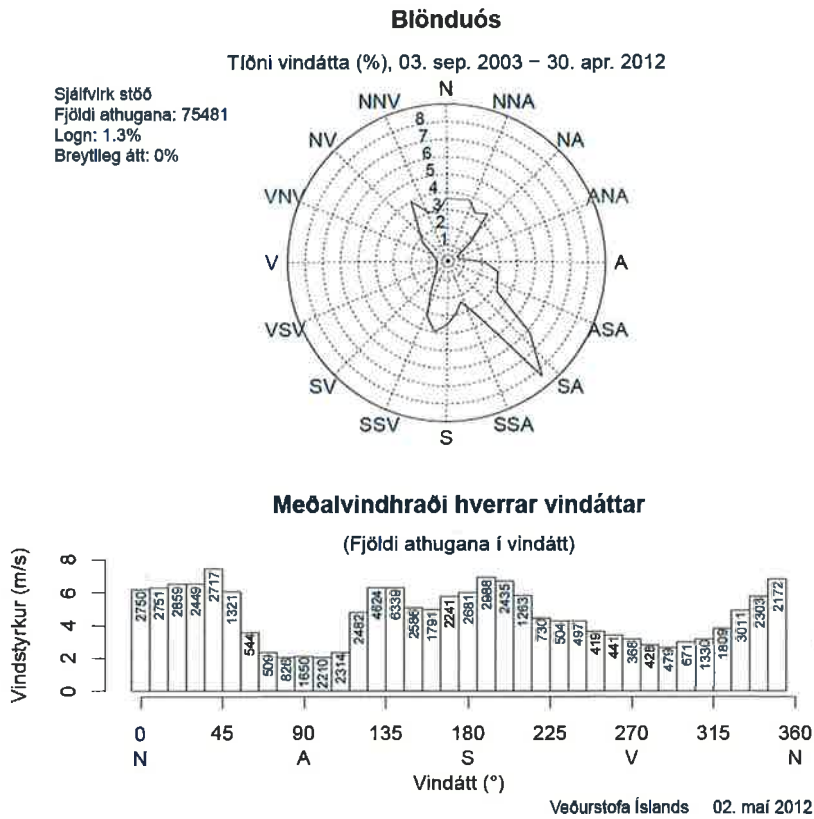 Blönduós
Tíðni vindátta (%), 03. sep. 2003 − 30. apr. 2012
Sjálfvirk stöð
Fjöldi athugana: 75481
Logn: 1.3%
Breytileg átt: 0%
N
NNV
NNA
NV
NA
VNV
ANA
V
A
VSV
ASA
SV
SA
SSV
SSA
S
8
7
6
5
4
3
2
1
Meðalvindhraði hverrar vindáttar
(Fjöldi athugana í vindátt)
Vindstyrkur (m/s)
8
6
4
2
0
2750 2751 2859 2449 2717 1321 544 509 826 1650 2210 2314 2482 4624 6339 2586 1791 2241 2681 2988 2435 1263 730 504 497 419 441 368 428 479 671 1330 1809 3011 2303 2172
0 45 90 135 180 225 270 315 360
N A S V N
Vindátt (°)
Veðurstofa Íslands 02. maí 2012